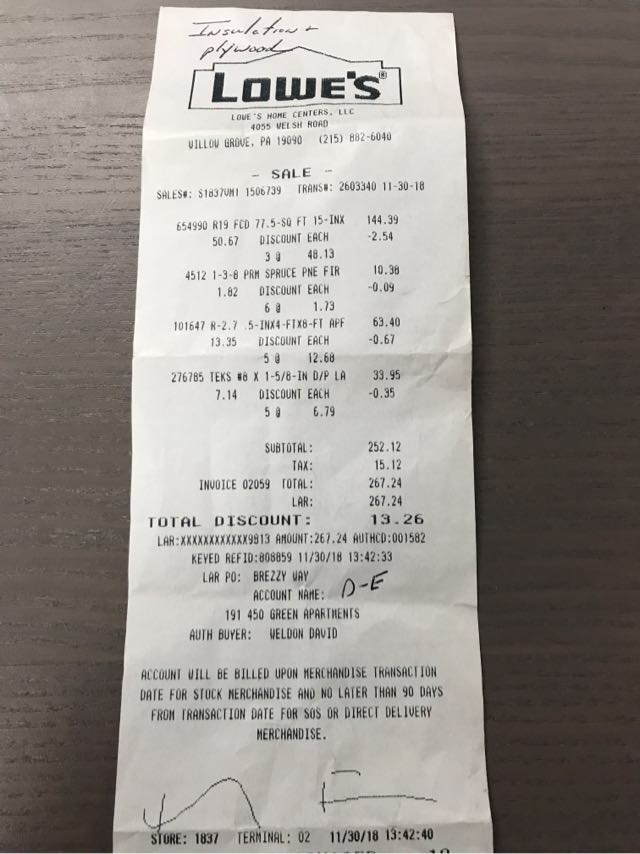 Insulation +
plywood
LOWE'S®
LOWE'S HOME CENTERS, LLC
4055 WELSH ROAD
WILLOW GROVE, PA 19090 (215) 882-6040
- SALE -
SALES#: S1837VM1 1506739 TRANS#: 2603340 11-30-18
654990 R19 FCD 77.5-SQ FT 15-INX 144.39
50.67 DISCOUNT EACH -2.54
3 @ 48.13
4512 1-3-8 PRM SPRUCE PNE FIR 10.38
1.82 DISCOUNT EACH -0.09
6 @ 1.73
101647 R-2.7 .5-INX4-FTX8-FT APF 63.40
13.35 DISCOUNT EACH -0.67
5 @ 12.68
276785 TEKS #8 X 1-5/8-IN D/P LA 33.95
7.14 DISCOUNT EACH -0.35
5 @ 6.79
SUBTOTAL: 252.12
TAX: 15.12
INVOICE 02059 TOTAL: 267.24
LAR: 267.24
TOTAL DISCOUNT: 13.26
LAR:XXXXXXXXXXXX9813 AMOUNT:267.24 AUTHCD:001582
KEYED REFID:808859 11/30/18 13:42:33
LAR PO: BREZZY WAY
ACCOUNT NAME: D-E
191 450 GREEN APARTMENTS
AUTH BUYER: WELDON DAVID
ACCOUNT WILL BE BILLED UPON MERCHANDISE TRANSACTION
DATE FOR STOCK MERCHANDISE AND NO LATER THAN 90 DAYS
FROM TRANSACTION DATE FOR SOS OR DIRECT DELIVERY
MERCHANDISE.
STORE: 1837 TERMINAL: 02 11/30/18 13:42:40